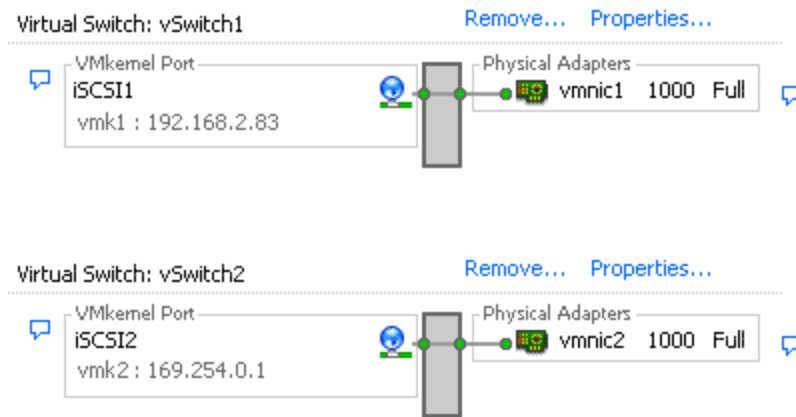 Virtual Switch: vSwitch1 Remove... Properties...
VMkernel Port Physical Adapters
iSCSI1 vmnic1 1000 Full
vmk1 : 192.168.2.83
Virtual Switch: vSwitch2 Remove... Properties...
VMkernel Port Physical Adapters
iSCSI2 vmnic2 1000 Full
vmk2 : 169.254.0.1